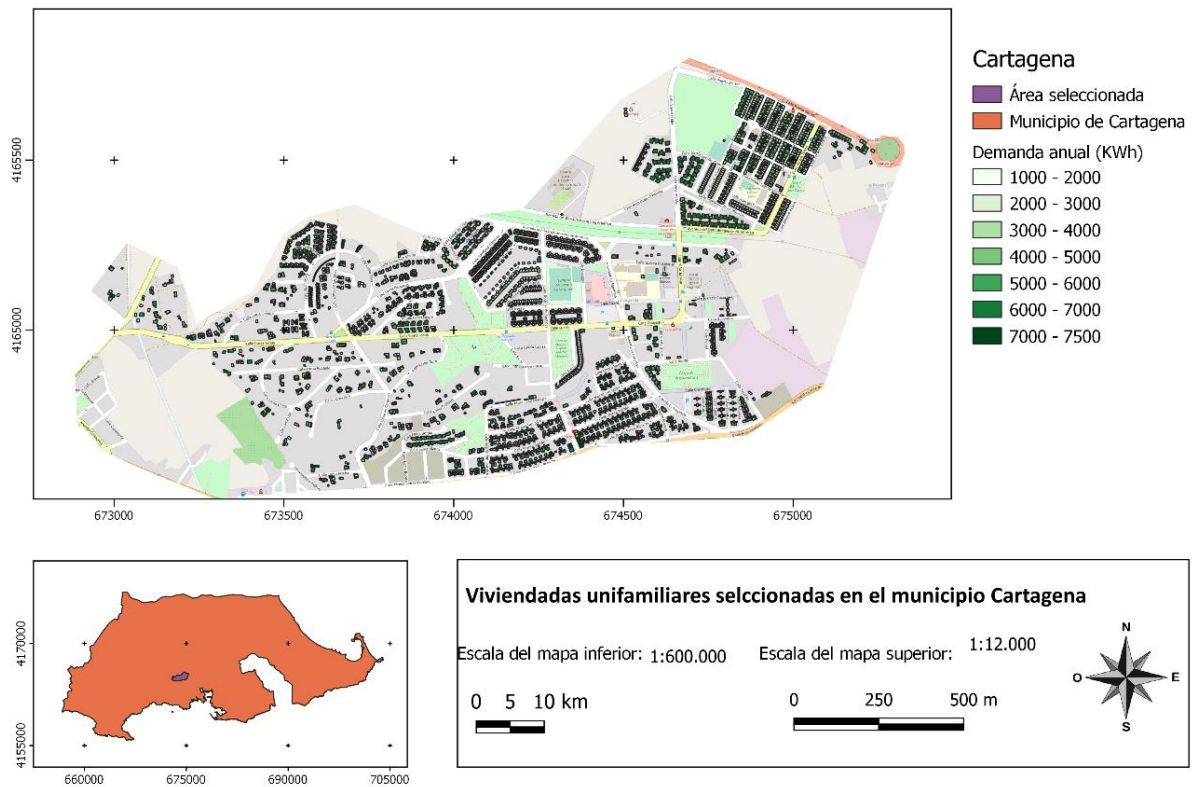 Cartagena
Área seleccionada
Municipio de Cartagena
Demanda anual (KWh)
1000 - 2000
2000 - 3000
3000 - 4000
4000 - 5000
5000 - 6000
6000 - 7000
7000 - 7500
4165500
4165000
673000
673500
674000
674500
675000
4170000
4155000
660000
675000
690000
705000
Viviendadas unifamiliares selccionadas en el municipio Cartagena
Escala del mapa inferior: 1:600.000
Escala del mapa superior: 1:12.000
0 5 10 km
0 250 500 m
N
O E
S